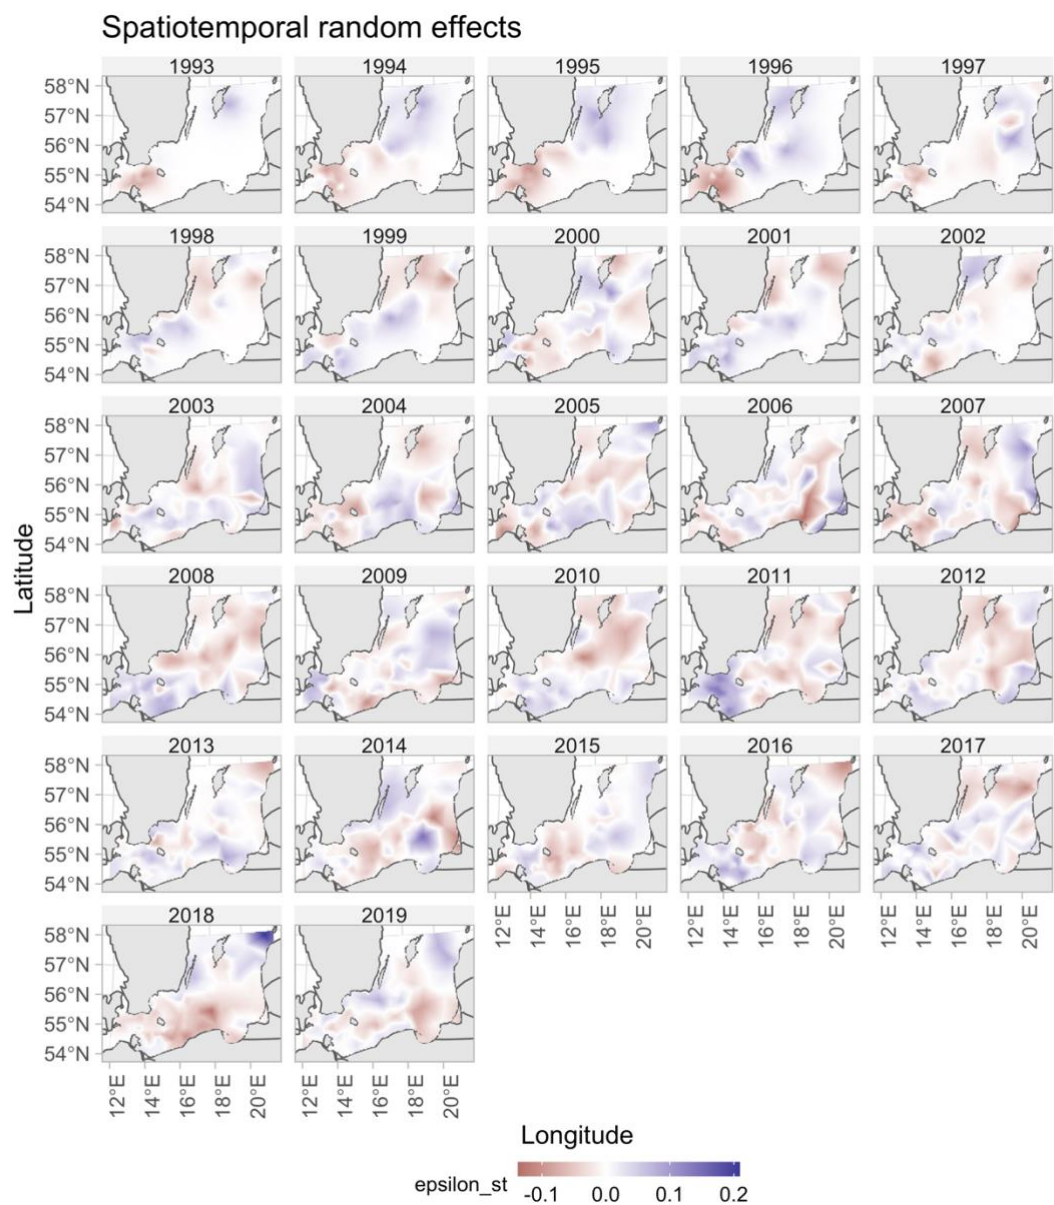 Spatiotemporal random effects
1993 1994 1995 1996 1997
58°N
57°N
56°N
55°N
54°N
1998 1999 2000 2001 2002
58°N
57°N
56°N
55°N
54°N
2003 2004 2005 2006 2007
58°N
57°N
56°N
55°N
54°N
Latitude
2008 2009 2010 2011 2012
58°N
57°N
56°N
55°N
54°N
2013 2014 2015 2016 2017
58°N
57°N
56°N
55°N
54°N
12°E 14°E 16°E 18°E 20°E 12°E 14°E 16°E 18°E 20°E 12°E 14°E 16°E 18°E 20°E
2018 2019
58°N
57°N
56°N
55°N
54°N
12°E 14°E 16°E 18°E 20°E 12°E 14°E 16°E 18°E 20°E
Longitude
epsilon_st
-0.1 0.0 0.1 0.2